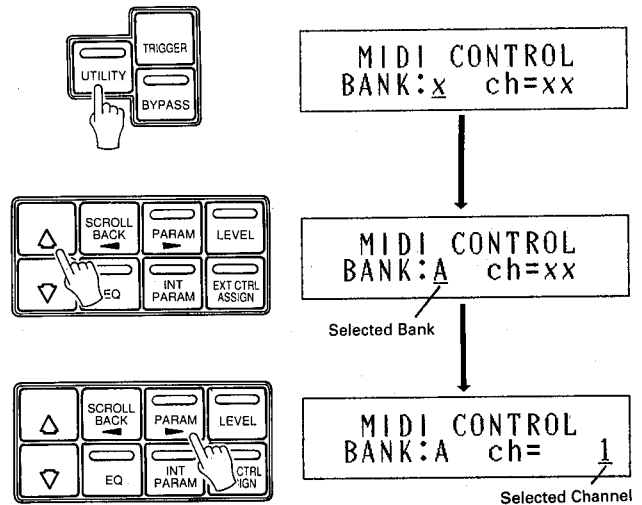 TRIGGER
UTILITY
BYPASS
MIDI CONTROL
BANK:x ch=xx
SCROLL BACK
PARAM
LEVEL
EQ
INT PARAM
EXT CTRL ASSIGN
MIDI CONTROL
BANK:A ch=xx
Selected Bank
SCROLL BACK
PARAM
LEVEL
EQ
INT PARAM
CTRL
IGN
MIDI CONTROL
BANK:A ch= 1
Selected Channel